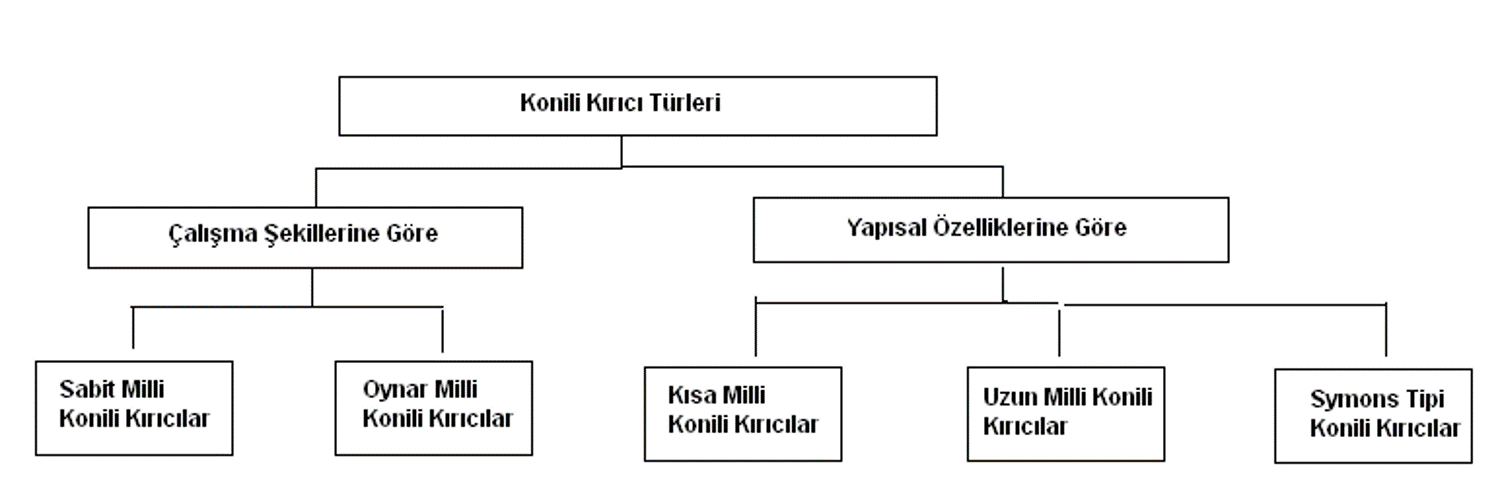 Konili Kırıcı Türleri
Çalışma Şekillerine Göre
Yapısal Özelliklerine Göre
Sabit Milli
Konili Kırıcılar
Oynar Milli
Konili Kırıcılar
Kısa Milli
Konili Kırıcılar
Uzun Milli Konili
Kırıcılar
Symons Tipi
Konili Kırıcılar